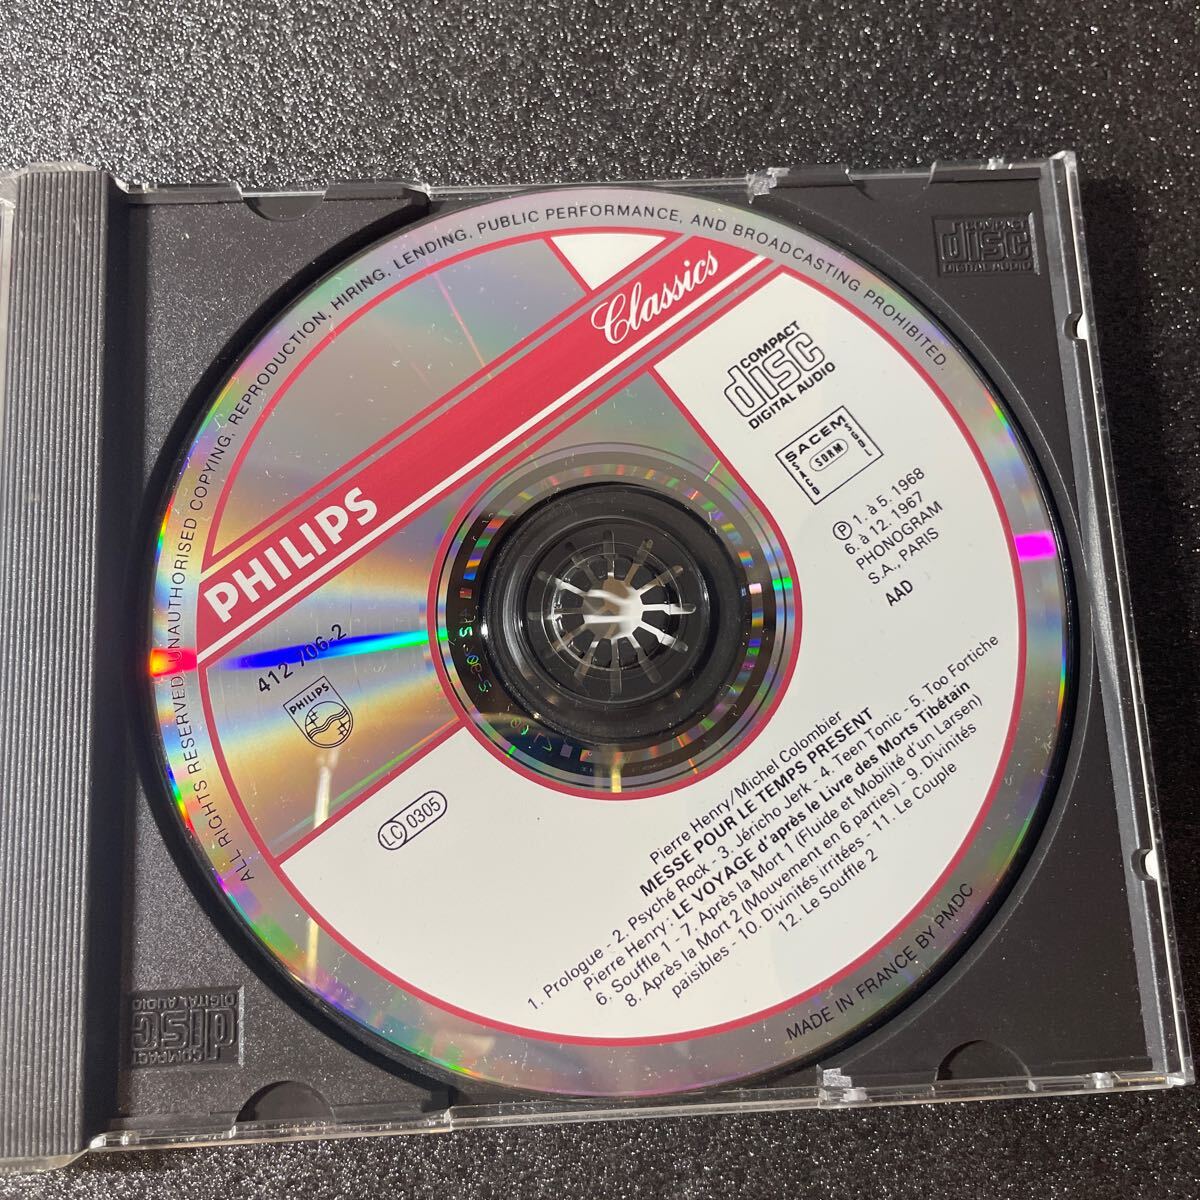 ALL RIGHTS RESERVED. UNAUTHORISED COPYING, REPRODUCTION, HIRING, LENDING, PUBLIC PERFORMANCE, AND BROADCASTING PROHIBITED.
PHILIPS Classics
COMPACT
disc
DIGITAL AUDIO
SACEM
SDRM
SACD
SGDL
Ⓟ 1. à 5. 1968
6. à 12. 1967
PHONOGRAM
S.A., PARIS
AAD
412 706-2
PHILIPS
LC 0305
Pierre Henry/Michel Colombier
MESSE POUR LE TEMPS PRESENT
1. Prologue - 2. Psyché Rock - 3. Jéricho Jerk - 4. Teen Tonic - 5. Too Fortiche
Pierre Henry: LE VOYAGE d'après le Livre des Morts Tibétain
6. Souffle 1 - 7. Après la Mort 1 (Fluide et Mobilité d'un Larsen)
8. Après la Mort 2 (Mouvement en 6 parties) - 9. Divinités
paisibles - 10. Divinités irritées - 11. Le Couple
12. Le Souffle 2
MADE IN FRANCE BY PMDC
COMPACT
disc
DIGITAL AUDIO
COMPACT
disc
DIGITAL AUDIO